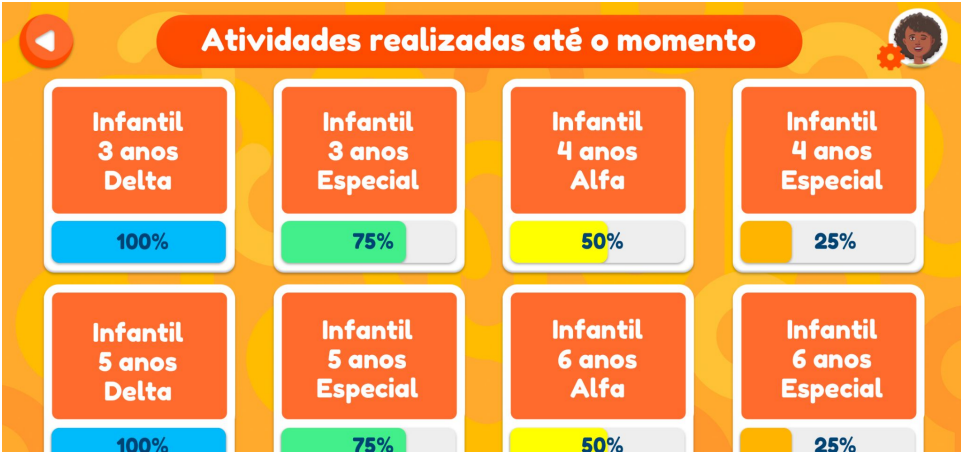 Atividades realizadas até o momento
Infantil
3 anos
Delta
100%
Infantil
3 anos
Especial
75%
Infantil
4 anos
Alfa
50%
Infantil
4 anos
Especial
25%
Infantil
5 anos
Delta
100%
Infantil
5 anos
Especial
75%
Infantil
6 anos
Alfa
50%
Infantil
6 anos
Especial
25%